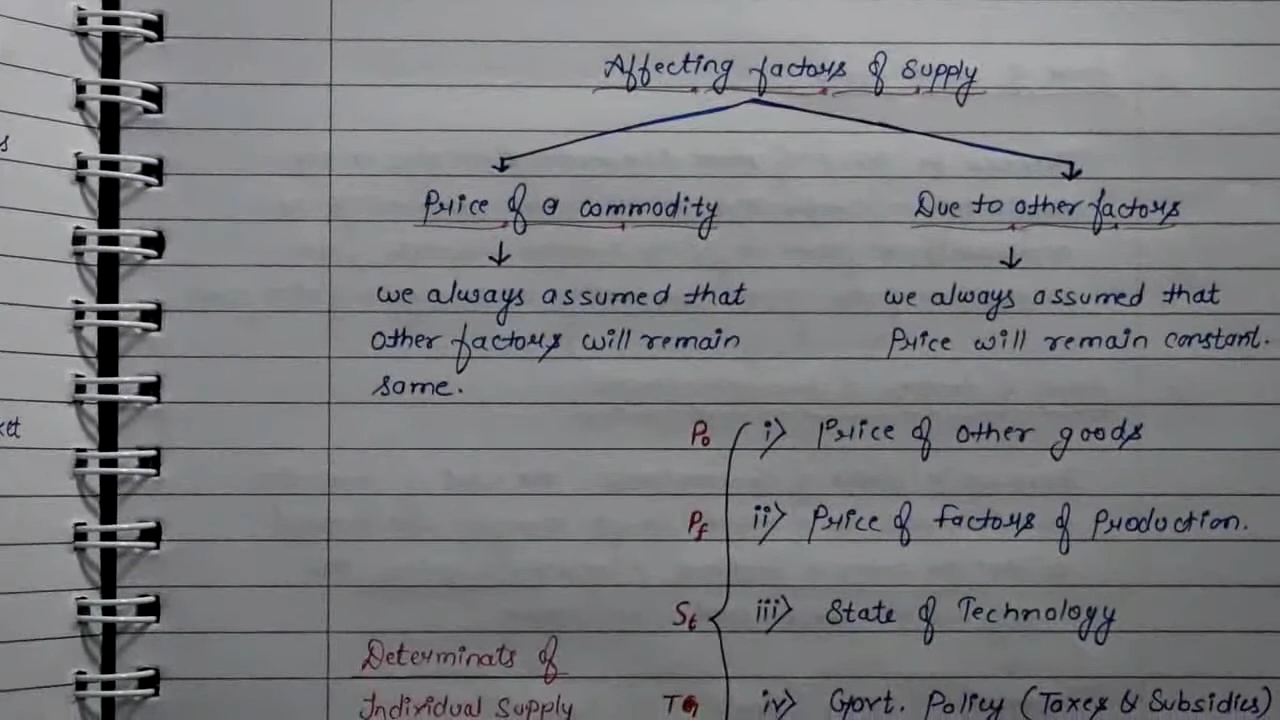 Affecting factors of supply
Price of a commodity
Due to other factors
we always assumed that
other factors will remain
same.
we always assumed that
Price will remain constant.
Po i) Price of other goods
Pf ii) Price of factors of Production.
St iii) State of Technology
Determinats of
Individual Supply
iv) Govt. Policy (Taxes & Subsidies)